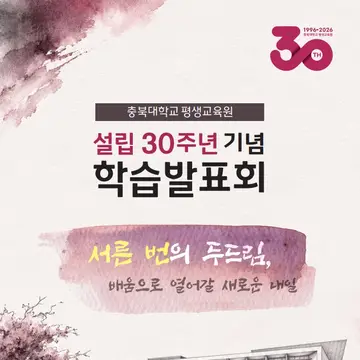 1996-2026
30
TH
충북대학교 평생교육원
설립 30주년 기념
학습발표회
서른 번의 두드림,
배움으로 열어갈 새로운 내일